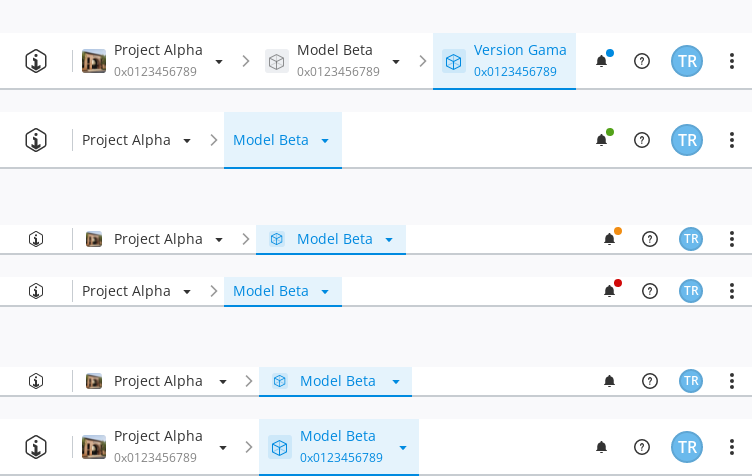 Project Alpha Model Beta Version Gama TR
0x0123456789 0x0123456789 0x0123456789
Project Alpha Model Beta TR
Project Alpha Model Beta TR
Project Alpha Model Beta TR
Project Alpha Model Beta TR
Project Alpha Model Beta TR
0x0123456789 0x0123456789